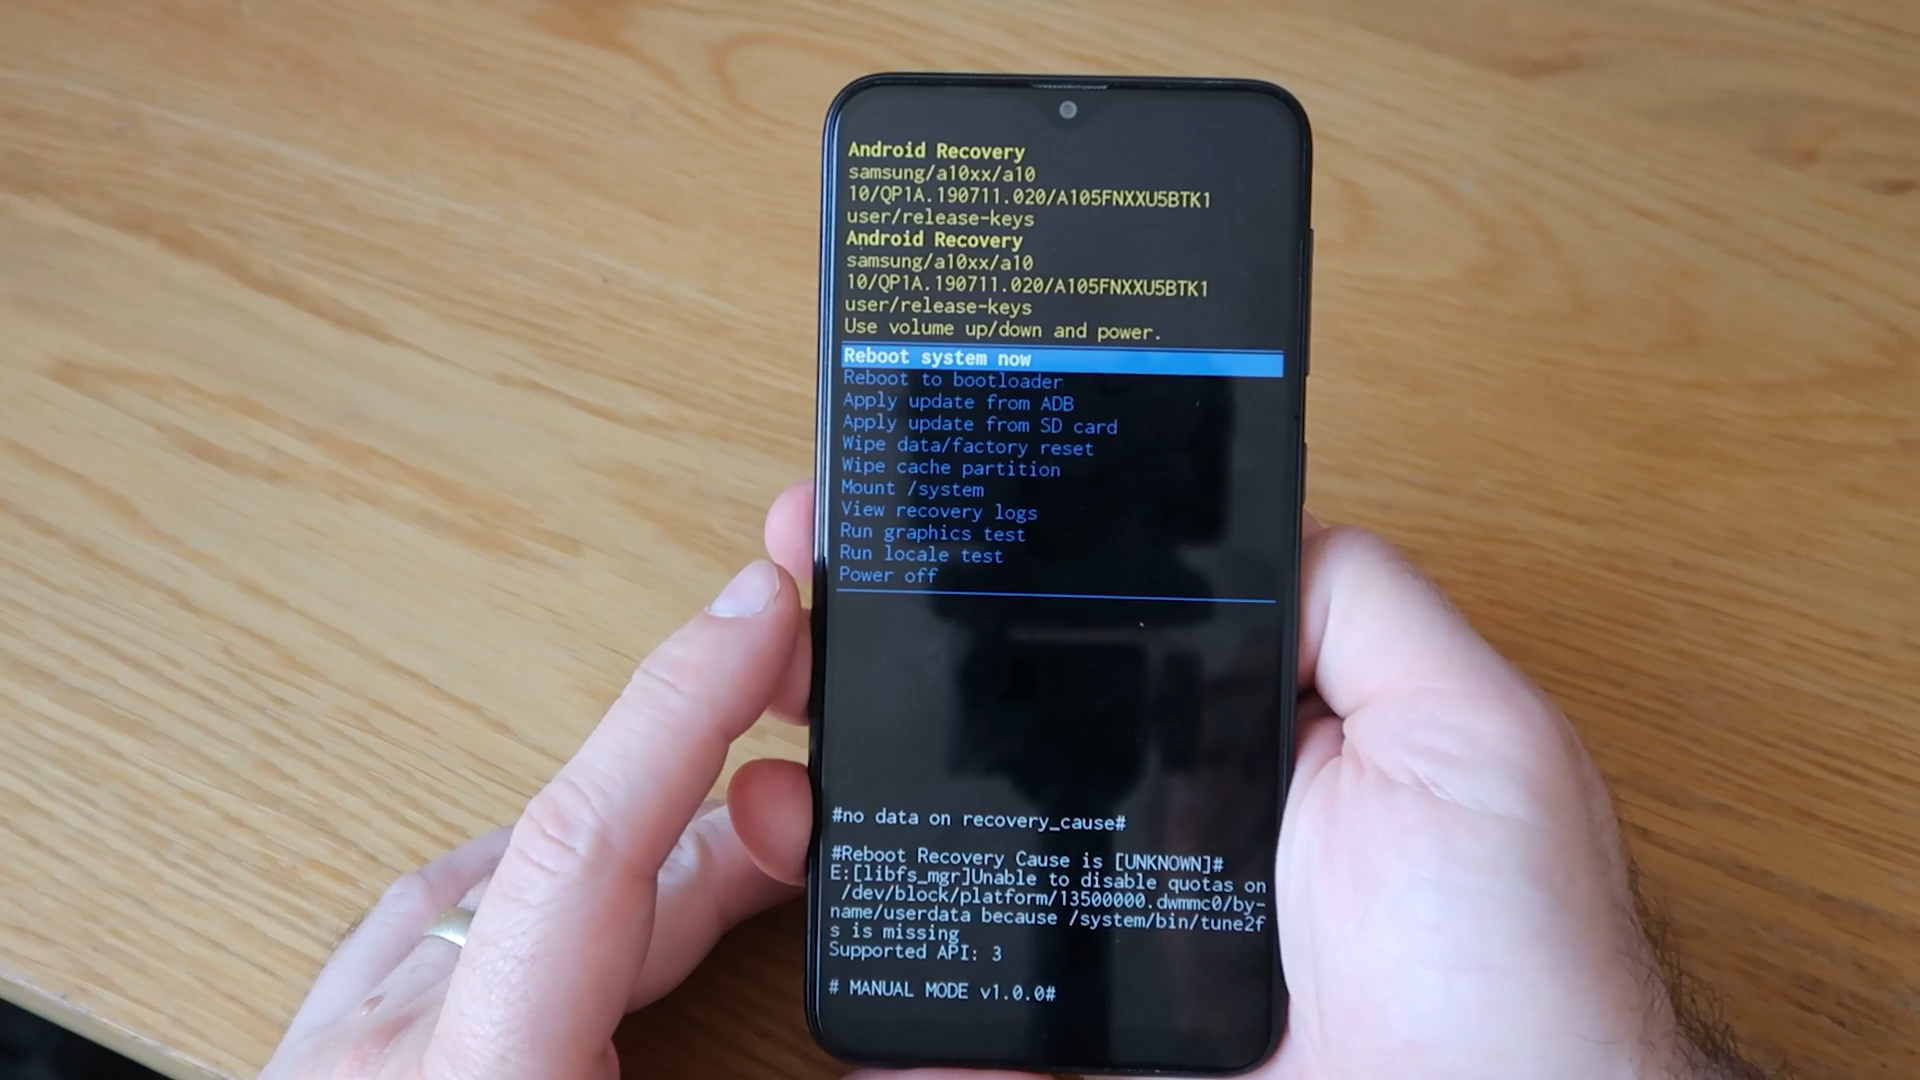 Android Recovery
samsung/a10xx/a10
10/QP1A.190711.020/A105FNXXU5BTK1
user/release-keys
Android Recovery
samsung/a10xx/a10
10/QP1A.190711.020/A105FNXXU5BTK1
user/release-keys
Use volume up/down and power.
Reboot system now
Reboot to bootloader
Apply update from ADB
Apply update from SD card
Wipe data/factory reset
Wipe cache partition
Mount /system
View recovery logs
Run graphics test
Run locale test
Power off
#no data on recovery_cause#
#Reboot Recovery Cause is [UNKNOWN]#
E:[libfs_mgr]Unable to disable quotas on
/dev/block/platform/13500000.dwmmc0/by-
name/userdata because /system/bin/tune2f
s is missing
Supported API: 3
# MANUAL MODE v1.0.0#